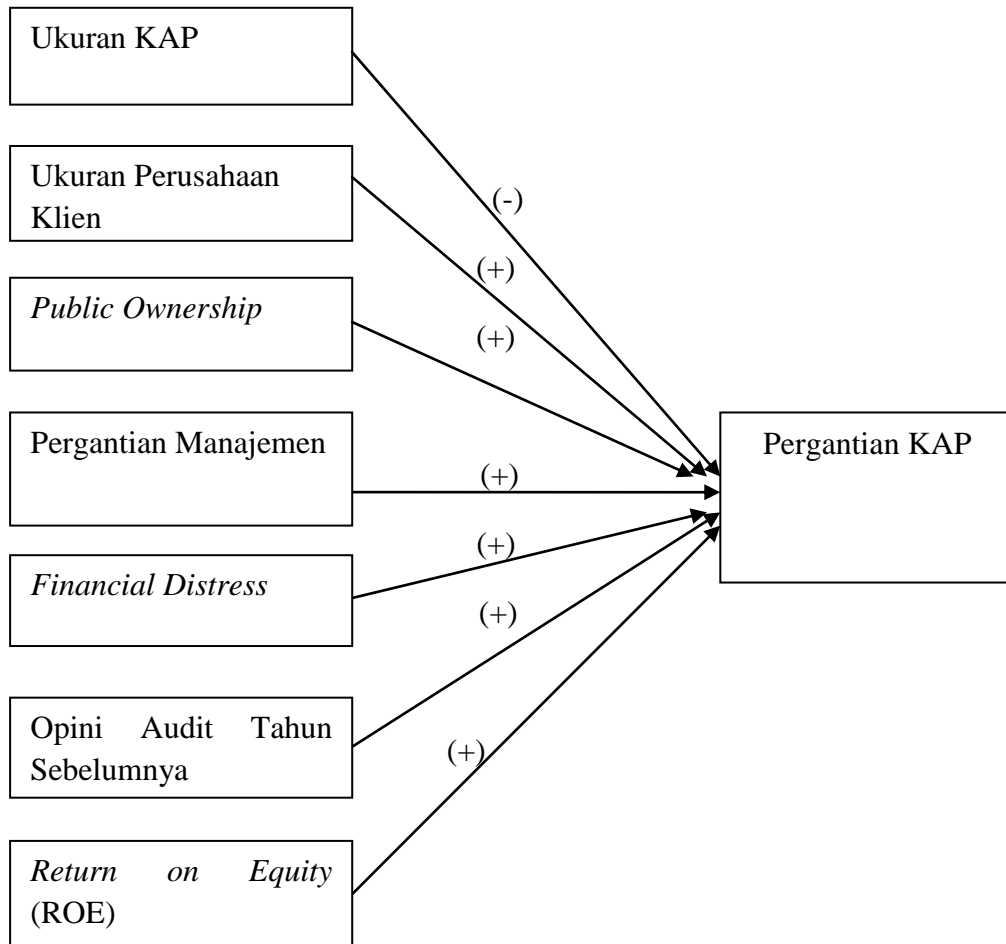 Ukuran KAP
Ukuran Perusahaan
Klien
(-)
(+)
Public Ownership
(+)
Pergantian Manajemen
(+)
Pergantian KAP
Financial Distress
(+)
(+)
Opini Audit Tahun
Sebelumnya
(+)
Return on Equity
(ROE)